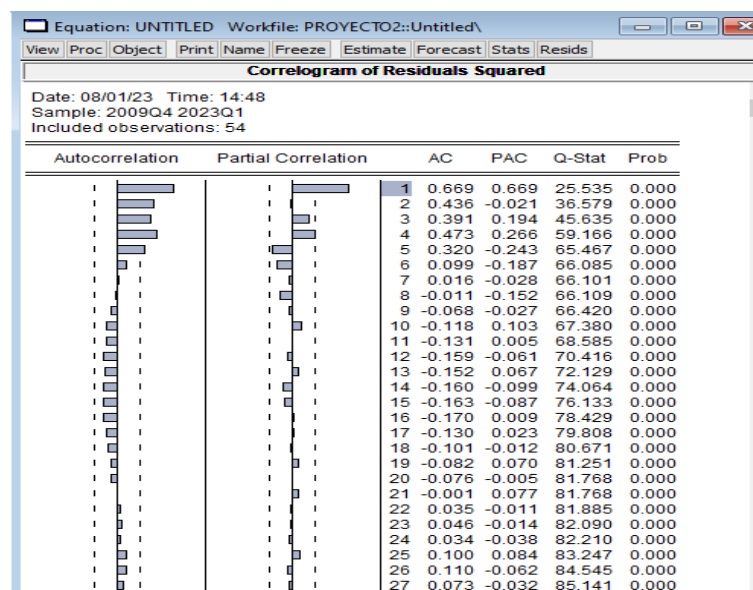 Equation: UNTITLED Workfile: PROYECTO2::Untitled\
View Proc Object Print Name Freeze Estimate Forecast Stats Resids
Correlogram of Residuals Squared
Date: 08/01/23 Time: 14:48
Sample: 2009Q4 2023Q1
Included observations: 54
Autocorrelation Partial Correlation AC PAC Q-Stat Prob
1 0.669 0.669 25.535 0.000
2 0.436 -0.021 36.579 0.000
3 0.391 0.194 45.635 0.000
4 0.473 0.266 59.166 0.000
5 0.320 -0.243 65.467 0.000
6 0.099 -0.187 66.085 0.000
7 0.016 -0.028 66.101 0.000
8 -0.011 -0.152 66.109 0.000
9 -0.068 -0.027 66.420 0.000
10 -0.118 0.103 67.380 0.000
11 -0.131 0.005 68.585 0.000
12 -0.159 -0.061 70.416 0.000
13 -0.152 0.067 72.129 0.000
14 -0.160 -0.099 74.064 0.000
15 -0.163 -0.087 76.133 0.000
16 -0.170 0.009 78.429 0.000
17 -0.130 0.023 79.808 0.000
18 -0.101 -0.012 80.671 0.000
19 -0.082 0.070 81.251 0.000
20 -0.076 -0.005 81.768 0.000
21 -0.001 0.077 81.768 0.000
22 0.035 -0.011 81.885 0.000
23 0.046 -0.014 82.090 0.000
24 0.034 -0.038 82.210 0.000
25 0.100 0.084 83.247 0.000
26 0.110 -0.062 84.545 0.000
27 0.073 -0.032 85.141 0.000